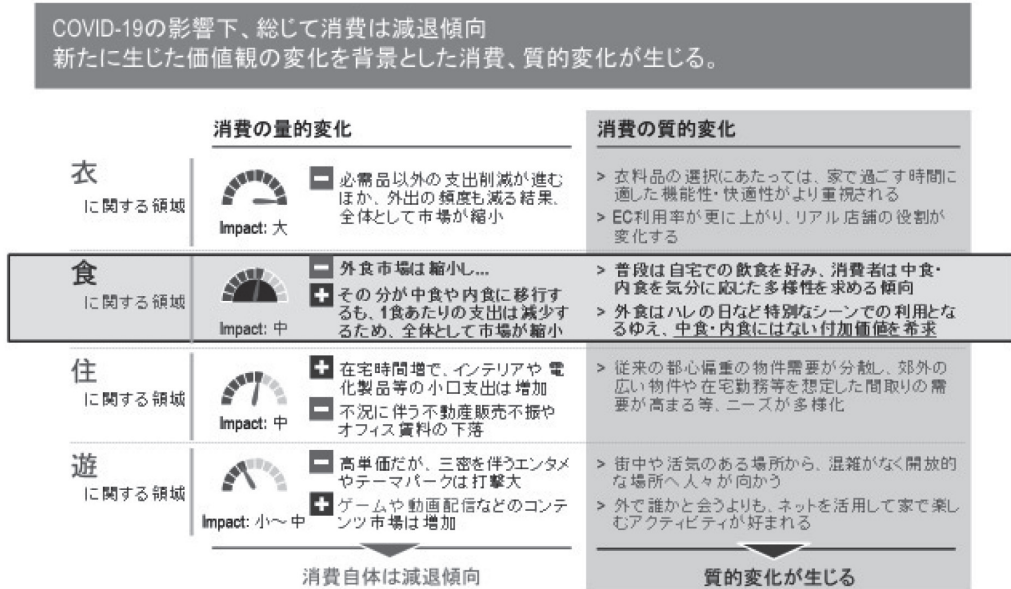 COVID-19の影響下、総じて消費は減退傾向
新たに生じた価値観の変化を背景とした消費、質的変化が生じる。
消費の量的変化
消費の質的変化
衣
に関する領域
Impact: 大
必需品以外の支出削減が進む
ほか、外出の頻度も減る結果、
全体として市場が縮小
> 衣料品の選択にあたっては、家で過ごす時間に
適した機能性・快適性がより重視される
> EC利用率が更に上がり、リアル店舗の役割が
変化する
食
に関する領域
Impact: 中
外食市場は縮小し...
その分が中食や内食に移行す
るも、1食あたりの支出は減少す
るため、全体として市場が縮小
> 普段は自宅での飲食を好み、消費者は中食・
内食を気分に応じた多様性を求める傾向
> 外食はハレの日など特別なシーンでの利用とな
るゆえ、中食・内食にはない付加価値を希求
住
に関する領域
Impact: 中
在宅時間増で、インテリアや電
化製品等の小口支出は増加
不況に伴う不動産販売不振や
オフィス賃料の下落
> 従来の都心偏重の物件需要が分散し、郊外の
広い物件や在宅勤務等を想定した間取りの需
要が高まる等、ニーズが多様化
遊
に関する領域
Impact: 小～中
高単価だが、三密を伴うエンタメ
やテーマパークは打撃大
ゲームや動画配信などのコンテ
ンツ市場は増加
> 街中や活気のある場所から、混雑がなく開放的
な場所へ人々が向かう
> 外で誰かと会うよりも、ネットを活用して家で楽し
むアクティビティが好まれる
消費自体は減退傾向
質的変化が生じる